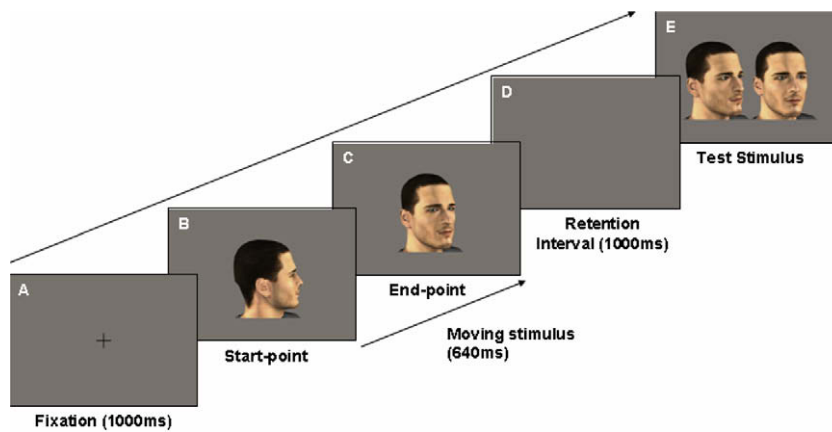 E
D
Test Stimulus
C
Retention
Interval (1000ms)
B
End-point
A
Moving stimulus
(640ms)
Start-point
Fixation (1000ms)